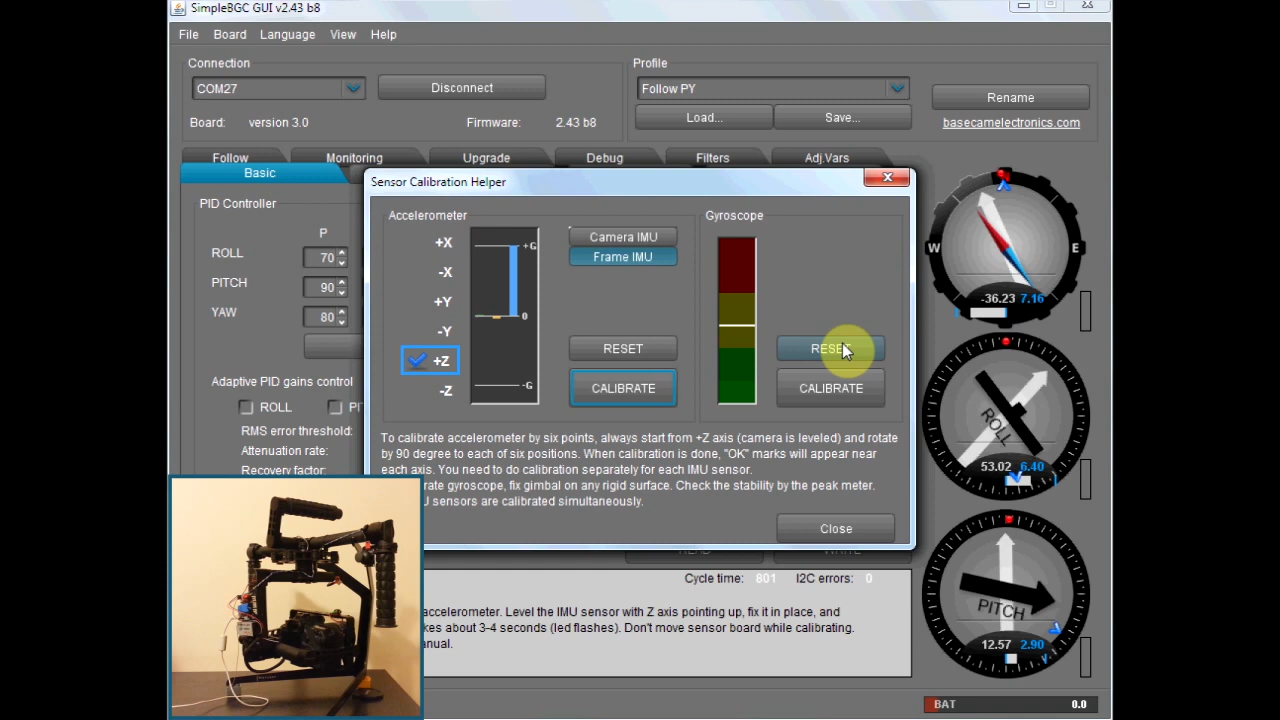 SimpleBGC GUI v2.43 b8
File Board Language View Help
Connection
Profile
COM27
Disconnect
Follow PY
Rename
Load...
Save...
Board: version 3.0 Firmware: 2.43 b8
basecamelectronics.com
Follow Monitoring Upgrade Debug Filters Adj.Vars
Basic
Sensor Calibration Helper
PID Controller
P
ROLL 70
PITCH 90
YAW 80
Adaptive PID gains control
ROLL
RMS error threshold:
Attenuation rate:
Recovery factor:
Accelerometer
+X
-X
+Y
-Y
+Z
-Z
+G
0
-G
Camera IMU
Frame IMU
RESET
CALIBRATE
Gyroscope
RESET
CALIBRATE
To calibrate accelerometer by six points, always start from +Z axis (camera is leveled) and rotate
by 90 degree to each of six positions. When calibration is done, "OK" marks will appear near
each axis. You need to do calibration separately for each IMU sensor.
rate gyroscope, fix gimbal on any rigid surface. Check the stability by the peak meter.
U sensors are calibrated simultaneously.
Close
Cycle time: 801 I2C errors: 0
accelerometer. Level the IMU sensor with Z axis pointing up, fix it in place, and
kes about 3-4 seconds (led flashes). Don't move sensor board while calibrating.
anual.
W E
-36.23 7.16
ROLL
53.02 6.40
PITCH
12.57 2.90
BAT 0.0